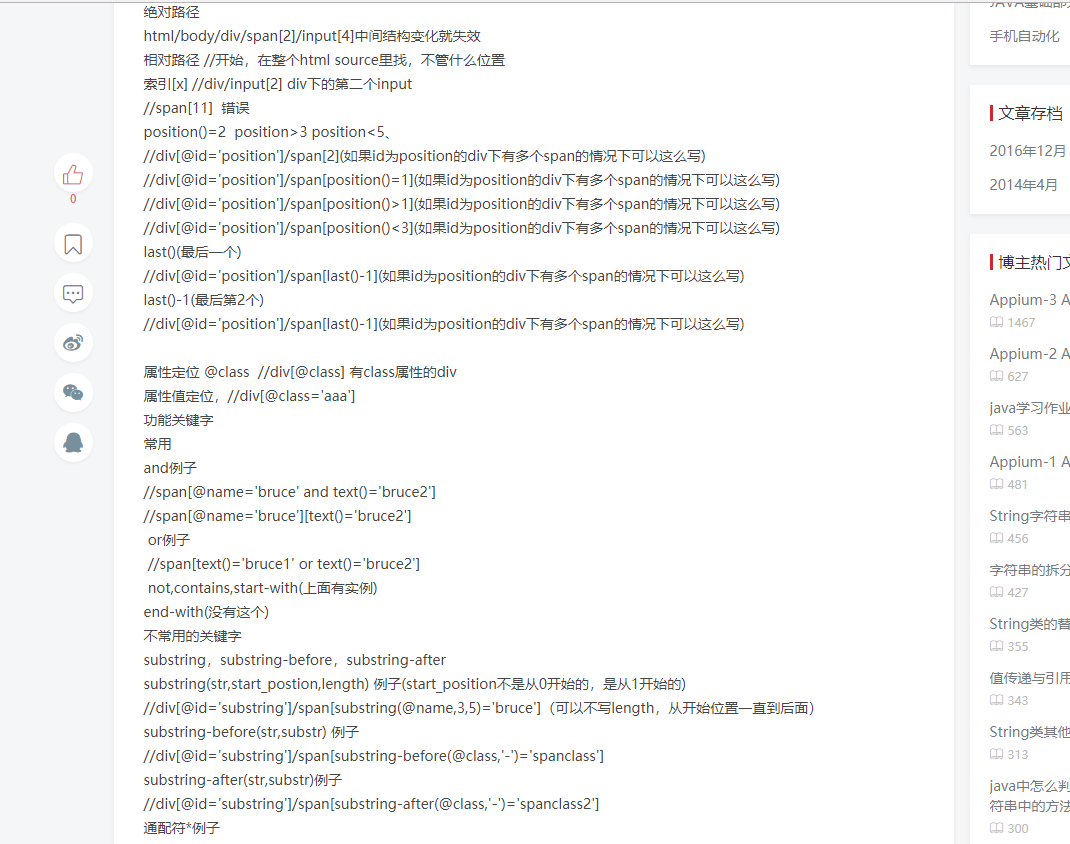 绝对路径
html/body/div/span[2]/input[4]中间结构变化就失效
相对路径 //开始，在整个html source里找，不管什么位置
索引[x] //div/input[2] div下的第二个input
//span[11]  错误
position()=2  position>3 position<5、
//div[@id='position']/span[2](如果id为position的div下有多个span的情况下可以这么写)
//div[@id='position']/span[position()=1](如果id为position的div下有多个span的情况下可以这么写)
//div[@id='position']/span[position()>1](如果id为position的div下有多个span的情况下可以这么写)
//div[@id='position']/span[position()<3](如果id为position的div下有多个span的情况下可以这么写)
last()(最后一个)
//div[@id='position']/span[last()-1](如果id为position的div下有多个span的情况下可以这么写)
last()-1(最后第2个)
//div[@id='position']/span[last()-1](如果id为position的div下有多个span的情况下可以这么写)
属性定位 @class  //div[@class] 有class属性的div
属性值定位，//div[@class='aaa']
功能关键字
常用
and例子
//span[@name='bruce' and text()='bruce2']
//span[@name='bruce'][text()='bruce2']
or例子
//span[text()='bruce1' or text()='bruce2']
not,contains,start-with(上面有实例)
end-with(没有这个)
不常用的关键字
substring，substring-before，substring-after
substring(str,start_postion,length) 例子(start_position不是从0开始的，是从1开始的)
//div[@id='substring']/span[substring(@name,3,5)='bruce']（可以不写length，从开始位置一直到后面）
substring-before(str,substr) 例子
//div[@id='substring']/span[substring-before(@class,'-')='spanclass']
substring-after(str,substr)例子
//div[@id='substring']/span[substring-after(@class,'-')='spanclass2']
通配符*例子
0
JAVA基础部
手机自动化
文章存档
2016年12月
2014年4月
博主热门文
Appium-3 A
1467
Appium-2 A
627
java学习作业
563
Appium-1 A
481
String字符串
456
字符串的拆分
427
String类的替
355
值传递与引用
343
String类其他
313
java中怎么判
符串中的方法
300